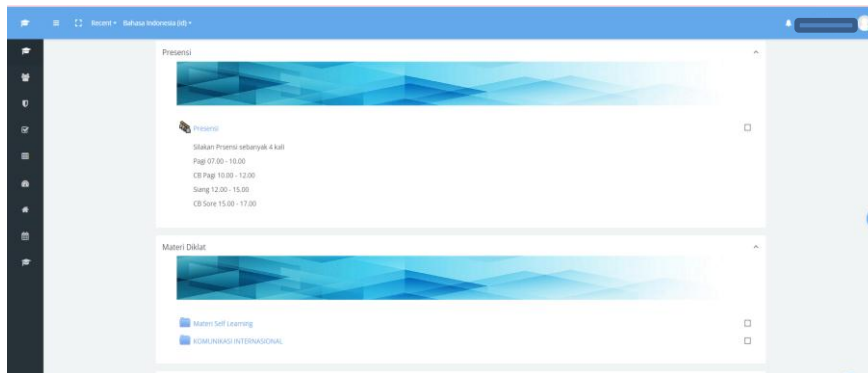 Recent Bahasa Indonesia (id)
Presensi
Presensi
Silakan Prsensi sebanyak 4 kali
Pagi 07.00 - 10.00
CB Pagi 10.00 - 12.00
Siang 12.00 - 15.00
CB Sore 15.00 - 17.00
Materi Diklat
Materi Self Learning
KOMUNIKASI INTERNASIONAL